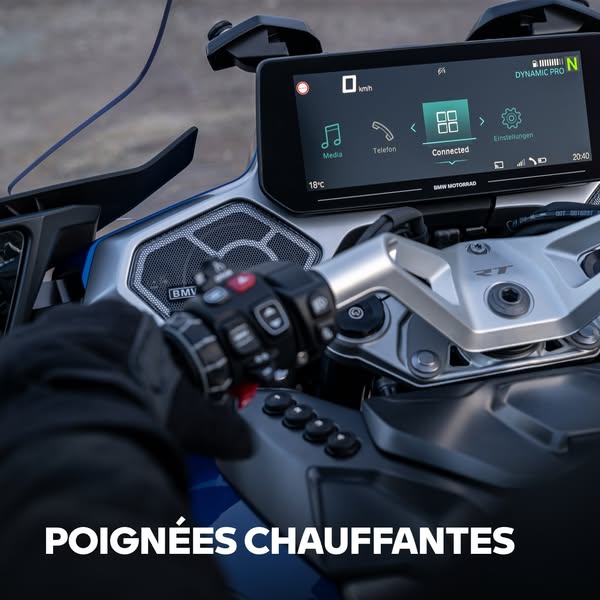 0 km/h
DYNAMIC PRO N
Media
Telefon
Connected
Einstellungen
18°C
20:40
BMW MOTORRAD
BMW
RT
POIGNÉES CHAUFFANTES